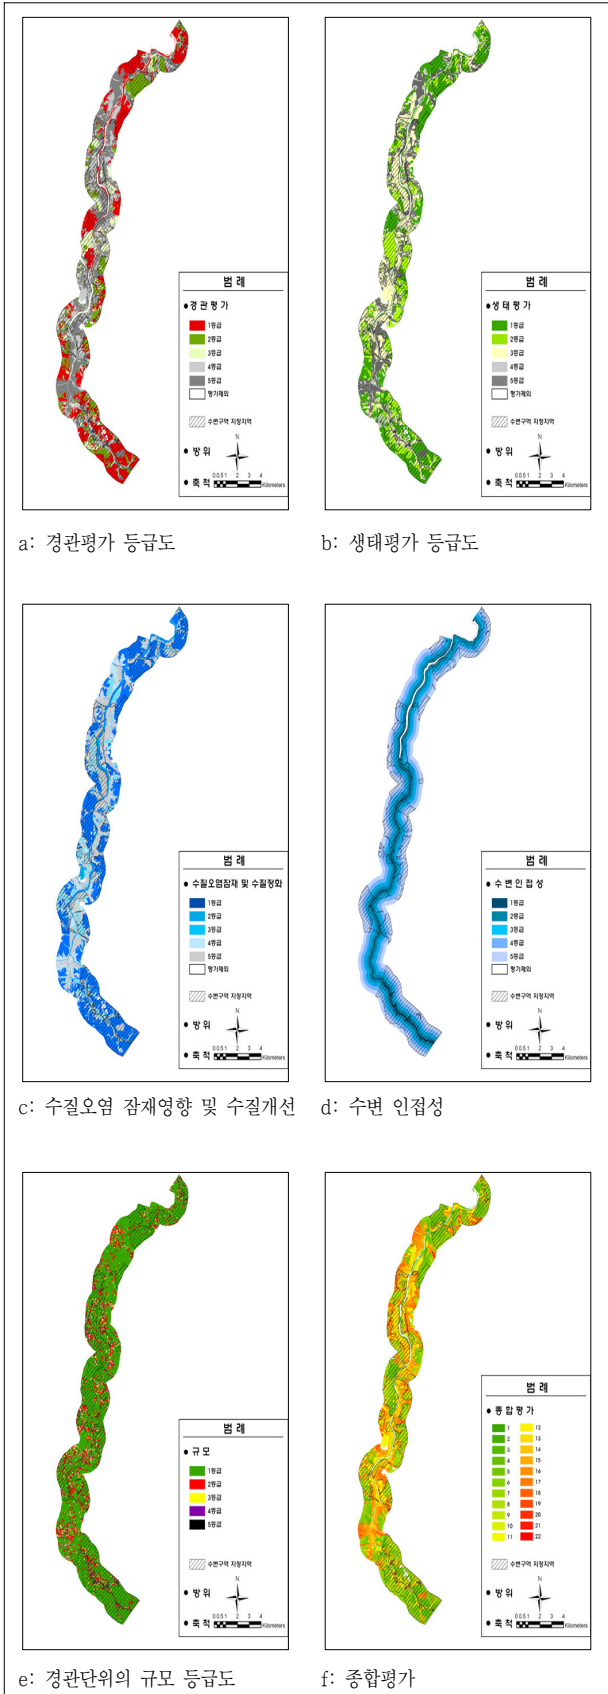 범 례
● 경 관 평 가
1등급
2등급
3등급
4등급
5등급
평가제외
수변구역 지정지역
● 방 위
N
● 축 척
0 0.5 1 2 3 4
Kilometers
a: 경관평가 등급도
범 례
● 생 태 평 가
1등급
2등급
3등급
4등급
5등급
평가제외
수변구역 지정지역
● 방 위
N
● 축 척
0 0.5 1 2 3 4
Kilometers
b: 생태평가 등급도
범 례
● 수질오염잠재 및 수질정화
1등급
2등급
3등급
4등급
5등급
평가제외
수변구역 지정지역
● 방 위
N
● 축 척
0 0.5 1 2 3 4
Kilometers
c: 수질오염 잠재영향 및 수질개선
범 례
● 수 변 인 접 성
1등급
2등급
3등급
4등급
5등급
평가제외
수변구역 지정지역
● 방 위
N
● 축 척
0 0.5 1 2 3 4
Kilometers
d: 수변 인접성
범 례
● 규 모
1등급
2등급
3등급
4등급
5등급
수변구역 지정지역
● 방 위
N
● 축 척
0 0.5 1 2 3 4
Kilometers
e: 경관단위의 규모 등급도
범 례
● 종 합 평 가
1 12
2 13
3 14
4 15
5 16
6 17
7 18
8 19
9 20
10 21
11 22
수변구역 지정지역
● 방 위
N
● 축 척
0 0.5 1 2 3 4
Kilometers
f: 종합평가